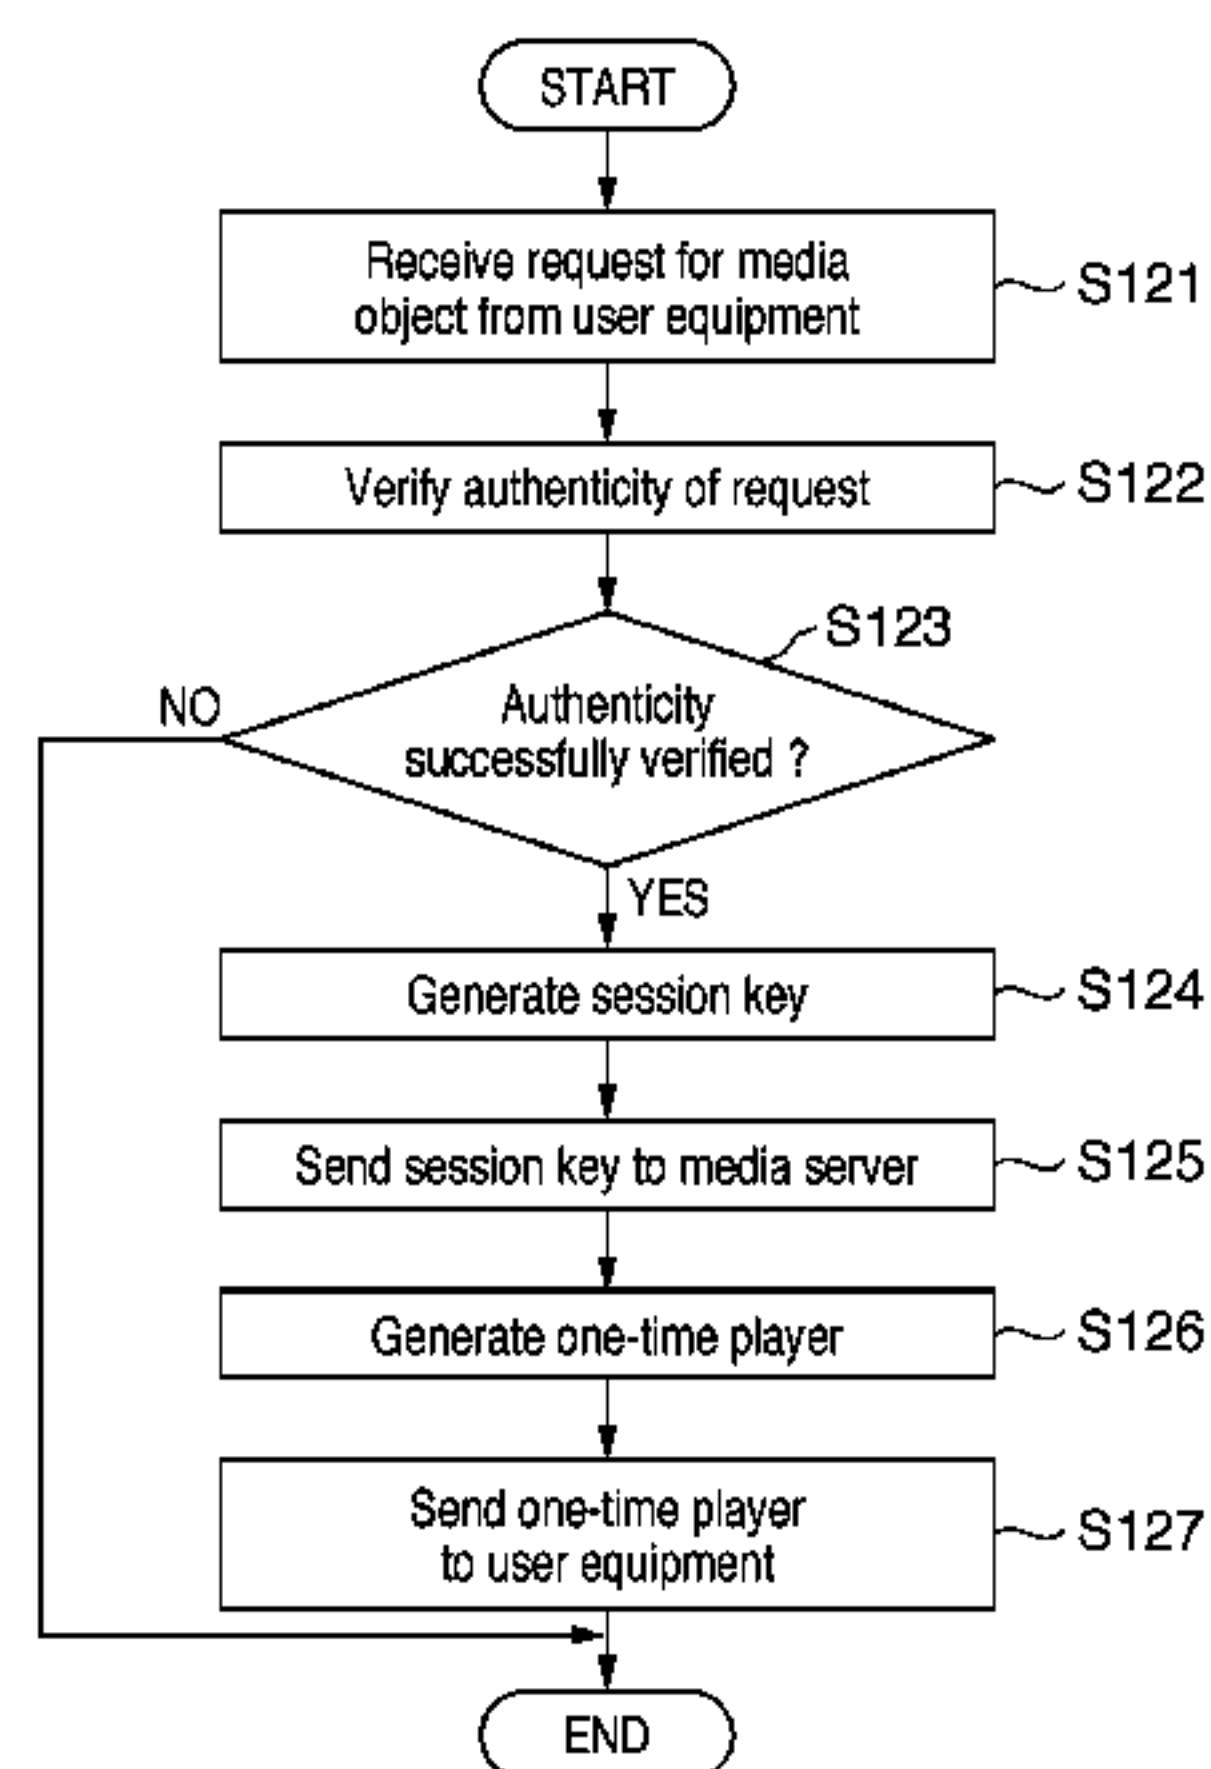 START
Receive request for media
object from user equipment
S121
Verify authenticity of request
S122
S123
NO
Authenticity
successfully verified ?
YES
Generate session key
S124
Send session key to media server
S125
Generate one-time player
S126
Send one-time player
to user equipment
S127
END